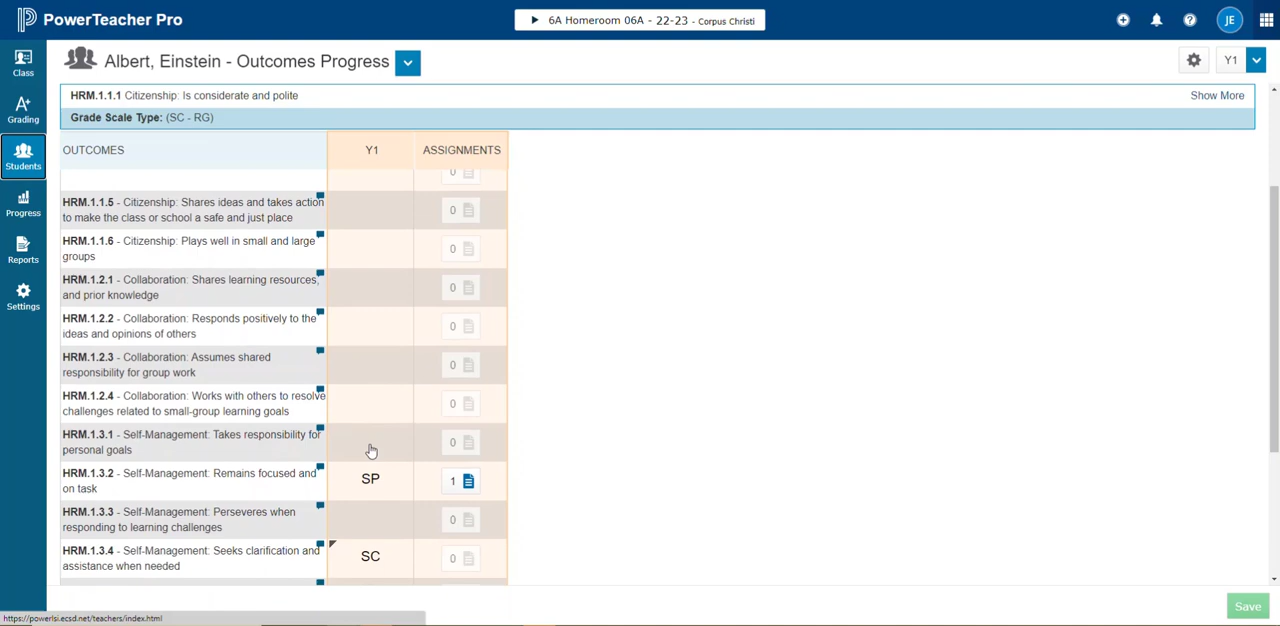 PowerTeacher Pro
6A Homeroom 06A - 22-23 - Corpus Christi
JE
Class
Grading
Students
Progress
Reports
Settings
Albert, Einstein - Outcomes Progress
Y1
HRM.1.1.1 Citizenship: Is considerate and polite
Show More
Grade Scale Type: (SC - RG)
OUTCOMES
Y1
ASSIGNMENTS
0
HRM.1.1.5 - Citizenship: Shares ideas and takes action
to make the class or school a safe and just place
0
HRM.1.1.6 - Citizenship: Plays well in small and large
groups
0
HRM.1.2.1 - Collaboration: Shares learning resources,
and prior knowledge
0
HRM.1.2.2 - Collaboration: Responds positively to the
ideas and opinions of others
0
HRM.1.2.3 - Collaboration: Assumes shared
responsibility for group work
0
HRM.1.2.4 - Collaboration: Works with others to resolve
challenges related to small-group learning goals
0
HRM.1.3.1 - Self-Management: Takes responsibility for
personal goals
0
HRM.1.3.2 - Self-Management: Remains focused and
on task
SP
1
HRM.1.3.3 - Self-Management: Perseveres when
responding to learning challenges
0
HRM.1.3.4 - Self-Management: Seeks clarification and
assistance when needed
SC
0
Save
https://powerlsi.ecsd.net/teachers/index.html